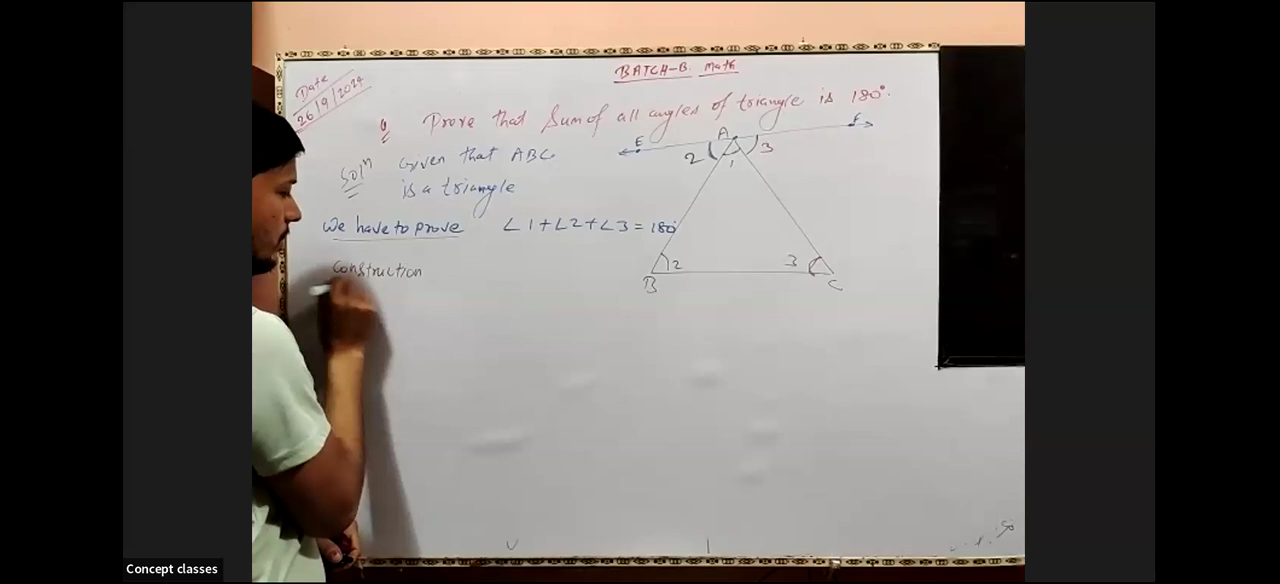 BATCH-B. Math
Date
26/9/2024
Q Prove that Sum of all angles of triangle is 180°.
Solⁿ Given that ABC
is a triangle
We have to prove ∠1+∠2+∠3=180°
Construction
E A F
2 1 3
2 3
B C
Concept classes